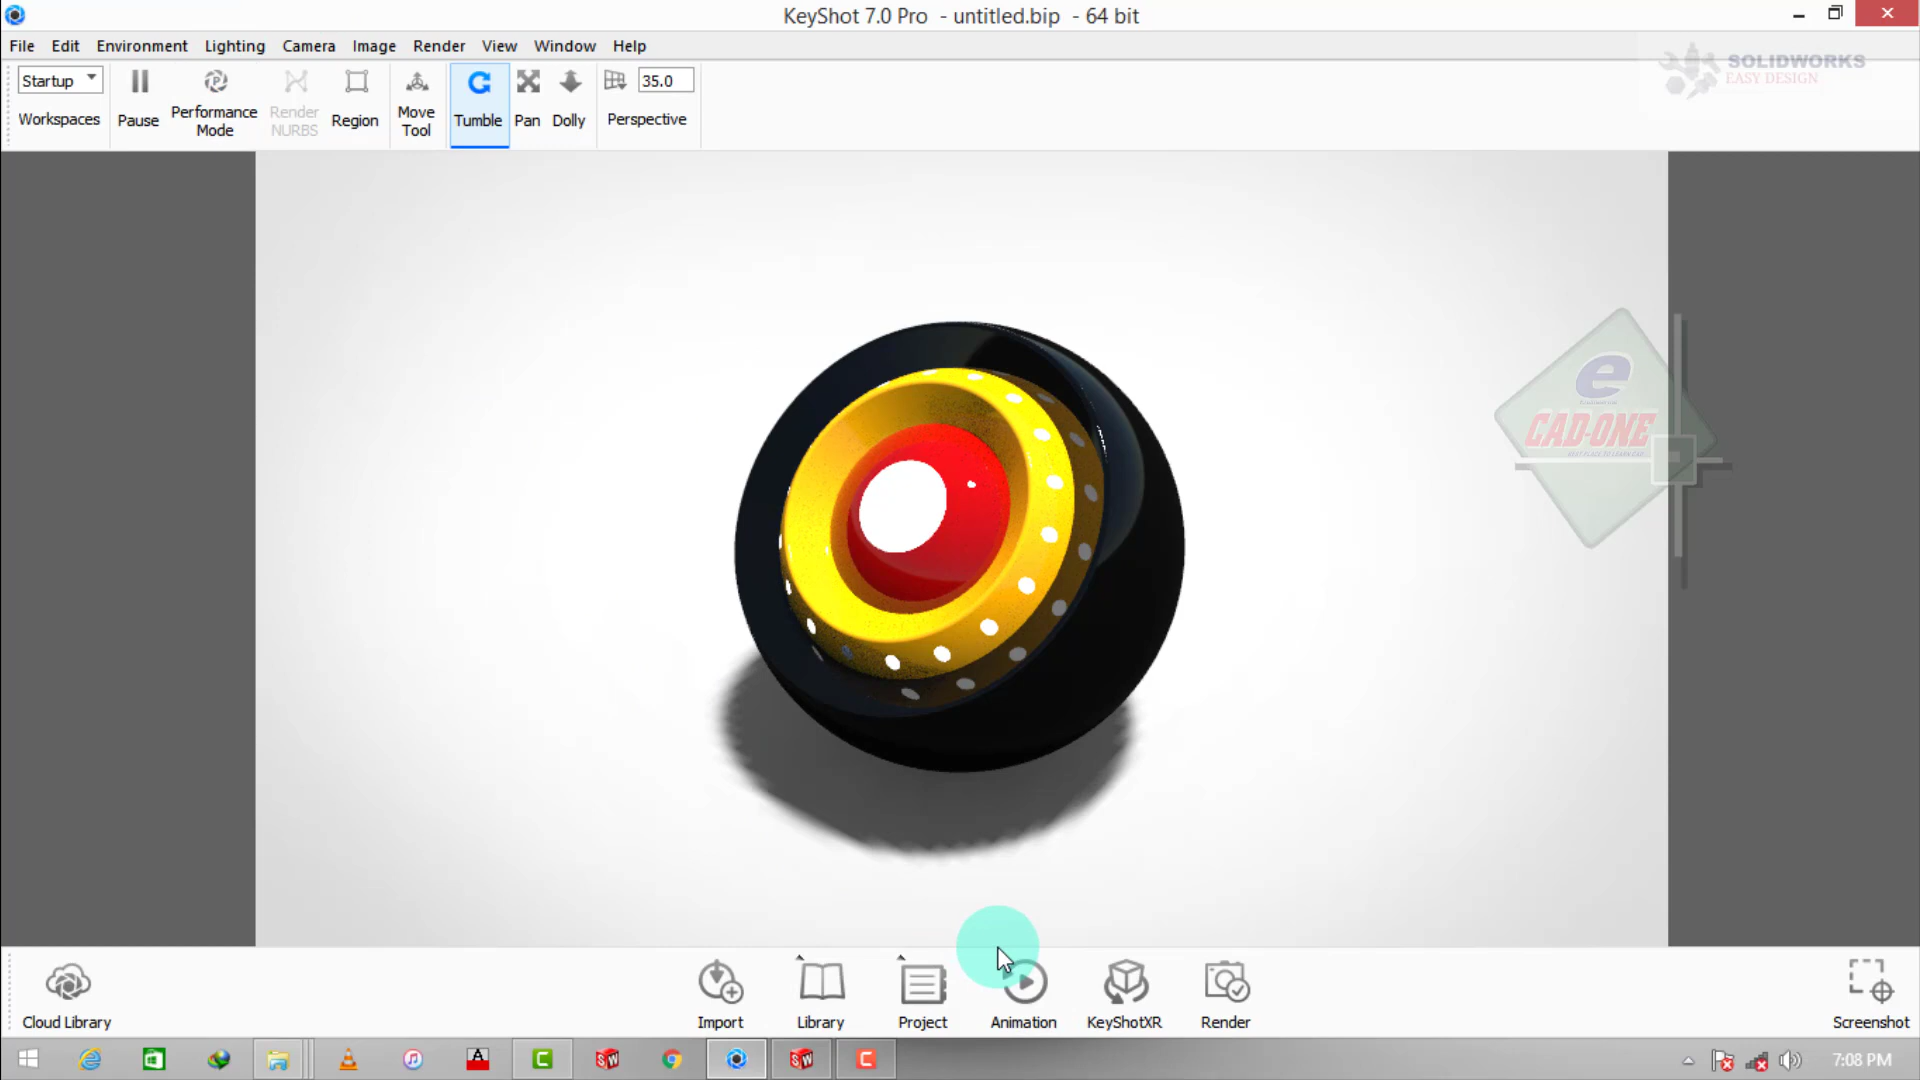 KeyShot 7.0 Pro - untitled.bip - 64 bit
File Edit Environment Lighting Camera Image Render View Window Help
SOLIDWORKS
EASY DESIGN
Startup
35.0
Workspaces
Pause
Performance
Mode
Render
NURBS
Region
Move
Tool
Tumble
Pan
Dolly
Perspective
e
CAD-ONE
Cloud Library
Import
Library
Project
Animation
KeyShotXR
Render
Screenshot
7:08 PM